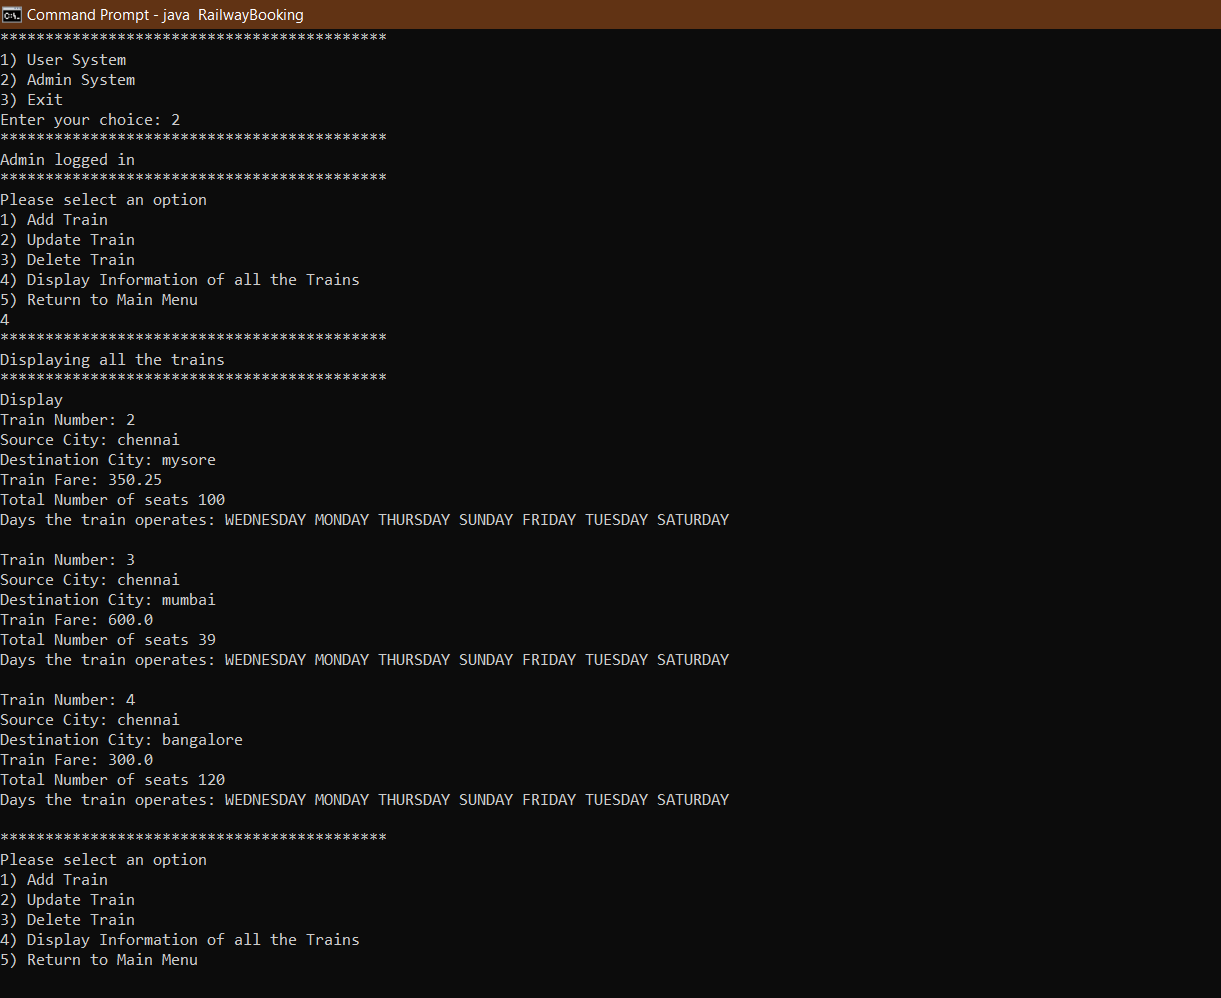 Command Prompt - java  RailwayBooking
*******************************************
1) User System
2) Admin System
3) Exit
Enter your choice: 2
*******************************************
Admin logged in
*******************************************
Please select an option
1) Add Train
2) Update Train
3) Delete Train
4) Display Information of all the Trains
5) Return to Main Menu
4
*******************************************
Displaying all the trains
*******************************************
Display
Train Number: 2
Source City: chennai
Destination City: mysore
Train Fare: 350.25
Total Number of seats 100
Days the train operates: WEDNESDAY MONDAY THURSDAY SUNDAY FRIDAY TUESDAY SATURDAY
Train Number: 3
Source City: chennai
Destination City: mumbai
Train Fare: 600.0
Total Number of seats 39
Days the train operates: WEDNESDAY MONDAY THURSDAY SUNDAY FRIDAY TUESDAY SATURDAY
Train Number: 4
Source City: chennai
Destination City: bangalore
Train Fare: 300.0
Total Number of seats 120
Days the train operates: WEDNESDAY MONDAY THURSDAY SUNDAY FRIDAY TUESDAY SATURDAY
*******************************************
Please select an option
1) Add Train
2) Update Train
3) Delete Train
4) Display Information of all the Trains
5) Return to Main Menu